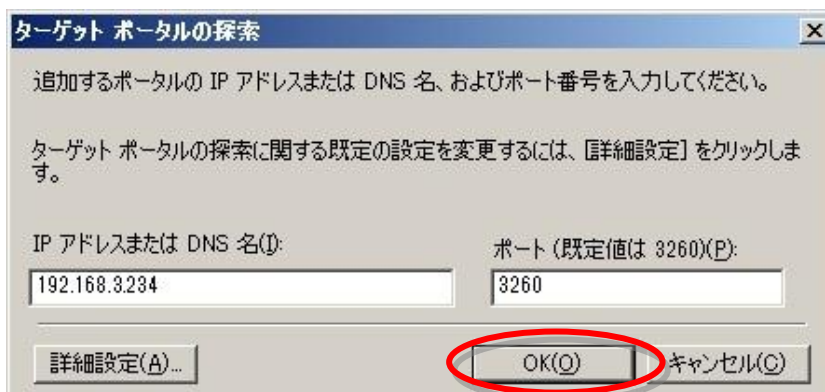 ターゲット ポータルの探索
追加するポータルの IP アドレスまたは DNS 名、およびポート番号を入力してください。
ターゲット ポータルの探索に関する既定の設定を変更するには、[詳細設定] をクリックしま
す。
IP アドレスまたは DNS 名(I):
ポート (既定値は 3260)(P):
192.168.3.234
3260
詳細設定(A)...
OK(O)
キャンセル(C)